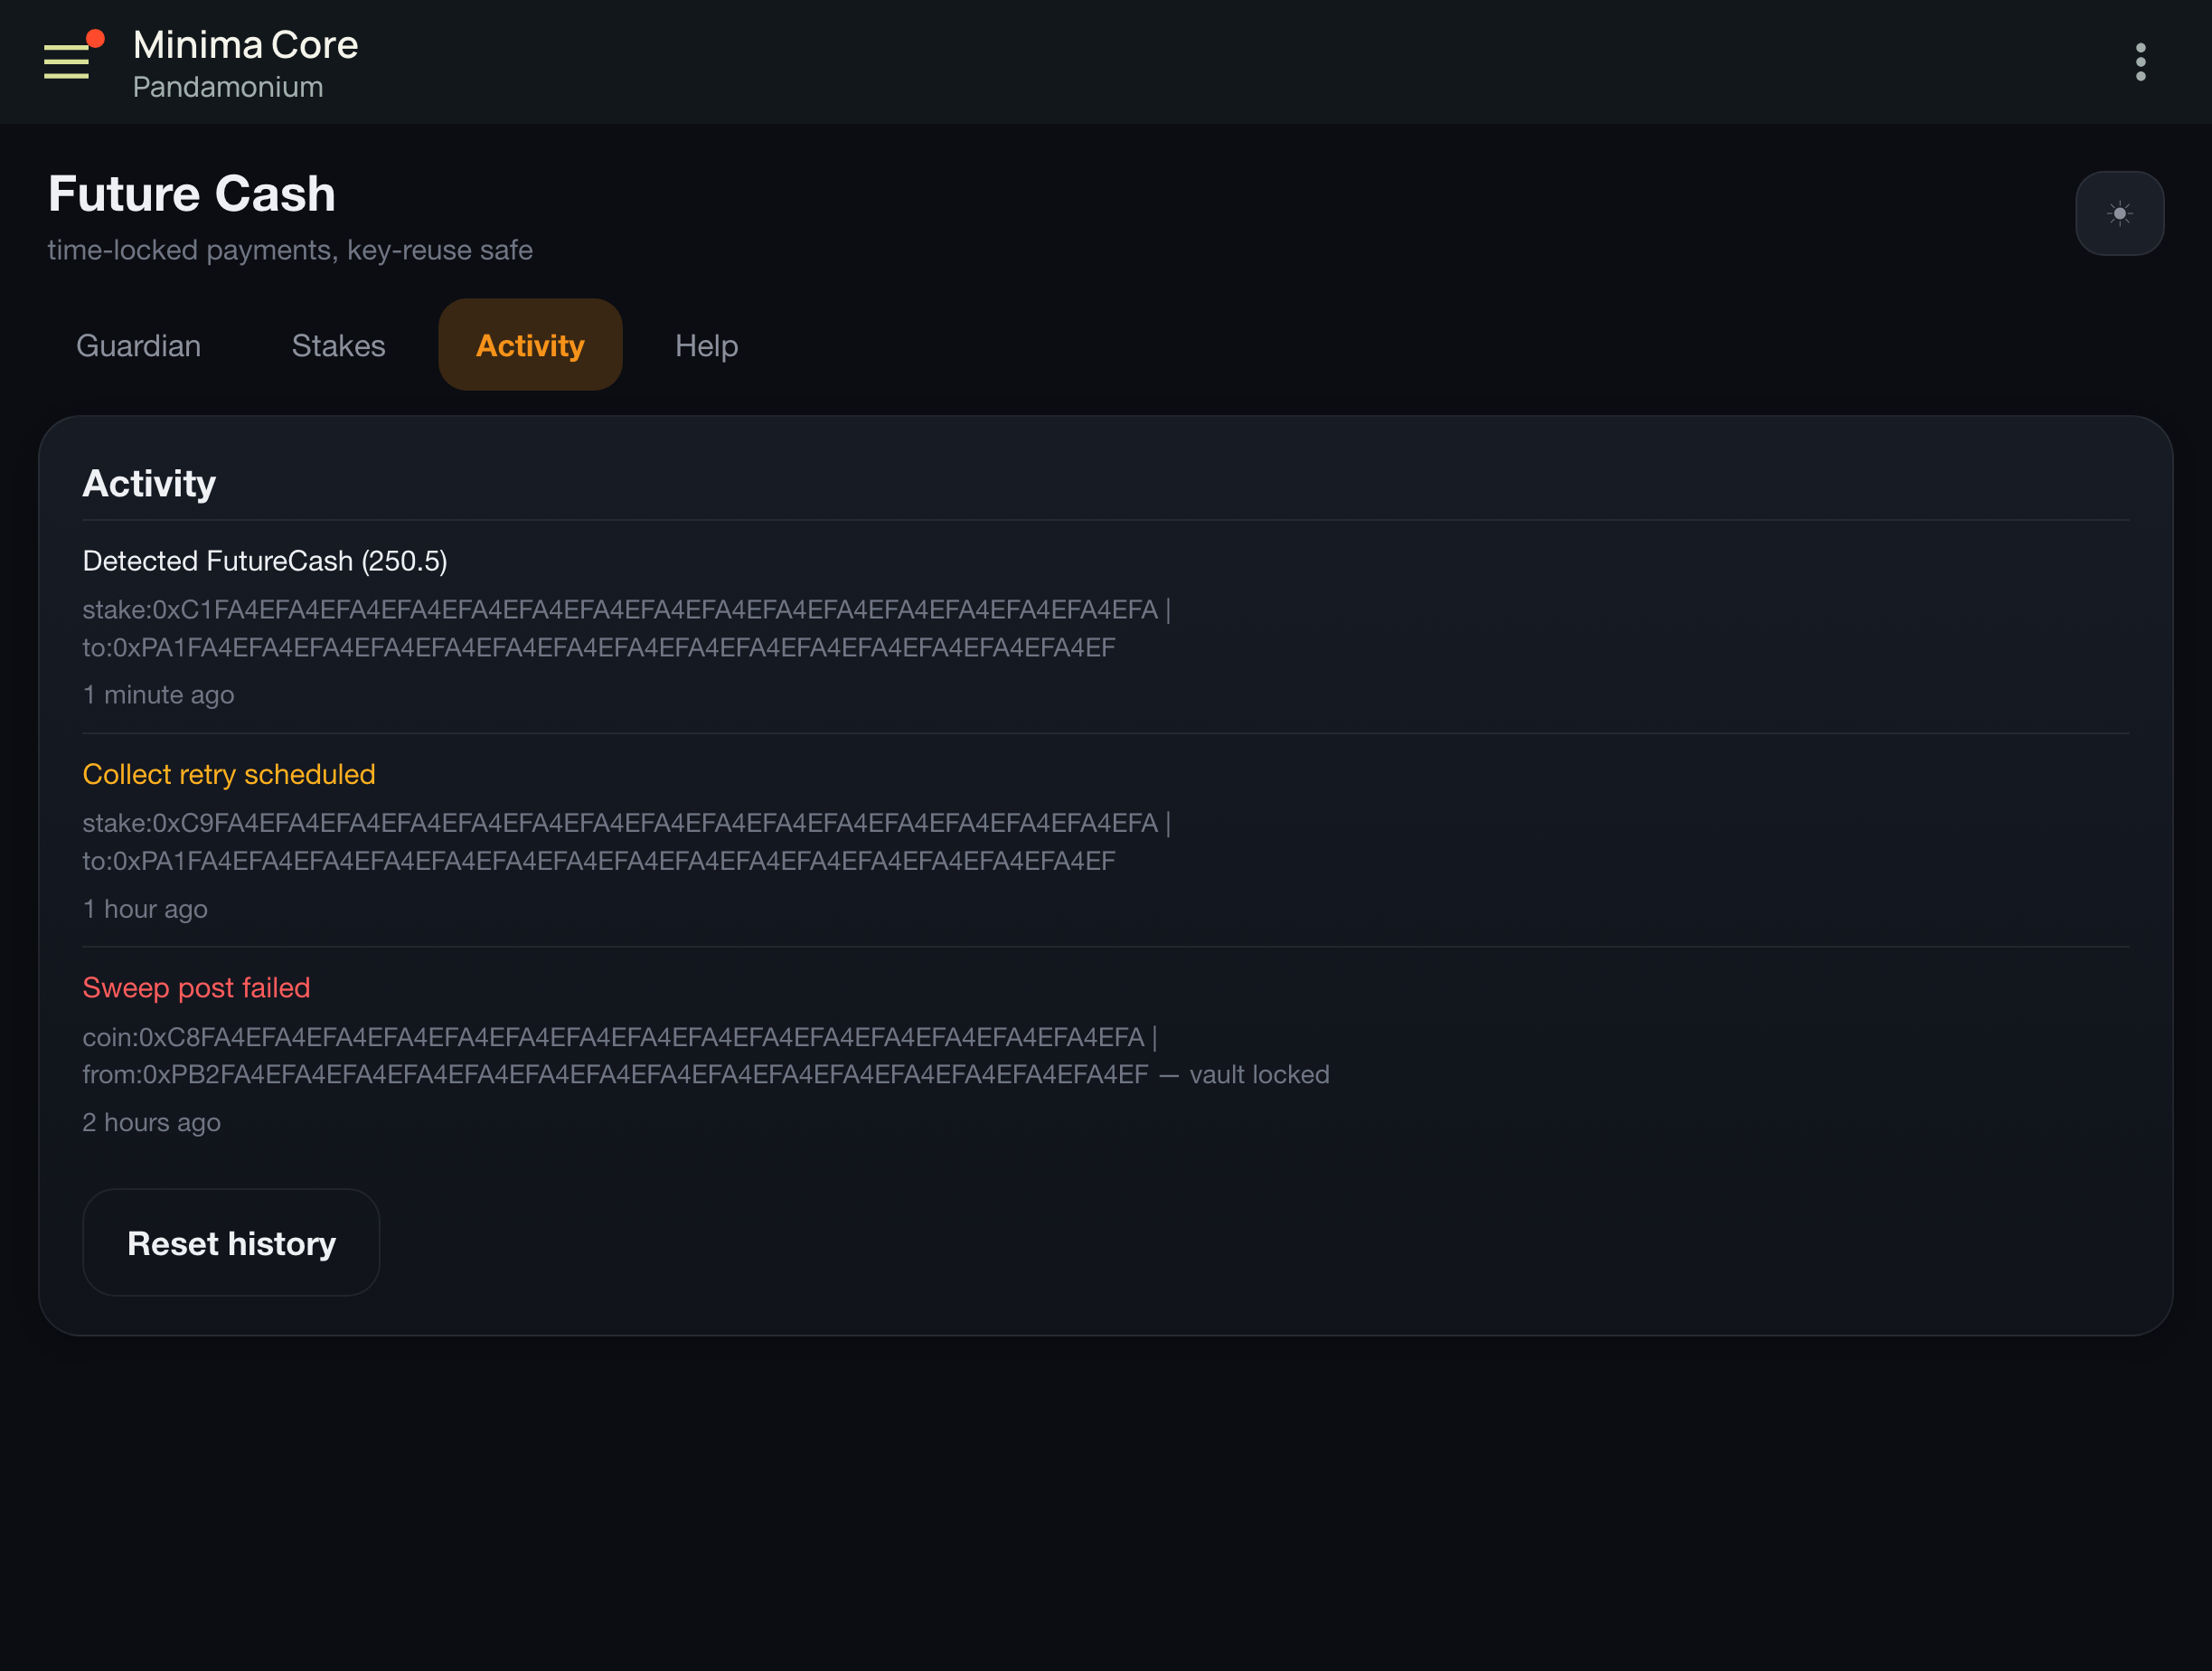 Minima Core
Pandamonium
Future Cash
time-locked payments, key-reuse safe
Guardian
Stakes
Activity
Help
Activity
Detected FutureCash (250.5)
stake:0xC1FA4EFA4EFA4EFA4EFA4EFA4EFA4EFA4EFA4EFA4EFA4EFA4EFA4EFA4EFA4EFA |
to:0xPA1FA4EFA4EFA4EFA4EFA4EFA4EFA4EFA4EFA4EFA4EFA4EFA4EFA4EFA4EFA4EF
1 minute ago
Collect retry scheduled
stake:0xC9FA4EFA4EFA4EFA4EFA4EFA4EFA4EFA4EFA4EFA4EFA4EFA4EFA4EFA4EFA4EFA |
to:0xPA1FA4EFA4EFA4EFA4EFA4EFA4EFA4EFA4EFA4EFA4EFA4EFA4EFA4EFA4EFA4EF
1 hour ago
Sweep post failed
coin:0xC8FA4EFA4EFA4EFA4EFA4EFA4EFA4EFA4EFA4EFA4EFA4EFA4EFA4EFA4EFA4EFA |
from:0xPB2FA4EFA4EFA4EFA4EFA4EFA4EFA4EFA4EFA4EFA4EFA4EFA4EFA4EFA4EFA4EF — vault locked
2 hours ago
Reset history